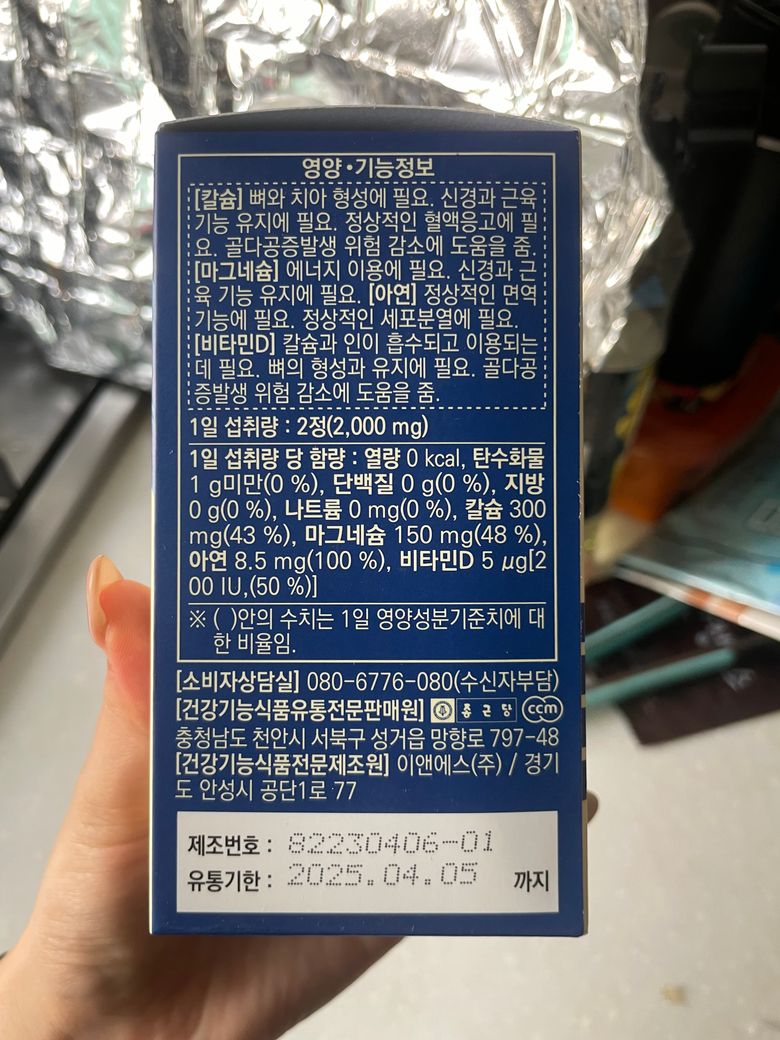 영양•기능정보
[칼슘] 뼈와 치아 형성에 필요. 신경과 근육
기능 유지에 필요. 정상적인 혈액응고에 필
요. 골다공증발생 위험 감소에 도움을 줌.
[마그네슘] 에너지 이용에 필요. 신경과 근
육 기능 유지에 필요. [아연] 정상적인 면역
기능에 필요. 정상적인 세포분열에 필요.
[비타민D] 칼슘과 인이 흡수되고 이용되는
데 필요. 뼈의 형성과 유지에 필요. 골다공
증발생 위험 감소에 도움을 줌.
1일 섭취량 : 2정(2,000 mg)
1일 섭취량 당 함량 : 열량 0 kcal, 탄수화물
1 g미만(0 %), 단백질 0 g(0 %), 지방
0 g(0 %), 나트륨 0 mg(0 %), 칼슘 300
mg(43 %), 마그네슘 150 mg(48 %),
아연 8.5 mg(100 %), 비타민D 5 µg[2
00 IU,(50 %)]
※ ( )안의 수치는 1일 영양성분기준치에 대
한 비율임.
[소비자상담실] 080-6776-080(수신자부담)
[건강기능식품유통전문판매원] 종근당 ccm
충청남도 천안시 서북구 성거읍 망향로 797-48
[건강기능식품전문제조원] 이앤에스(주) / 경기
도 안성시 공단1로 77
제조번호 : 82230406-01
유통기한 : 2025.04.05 까지